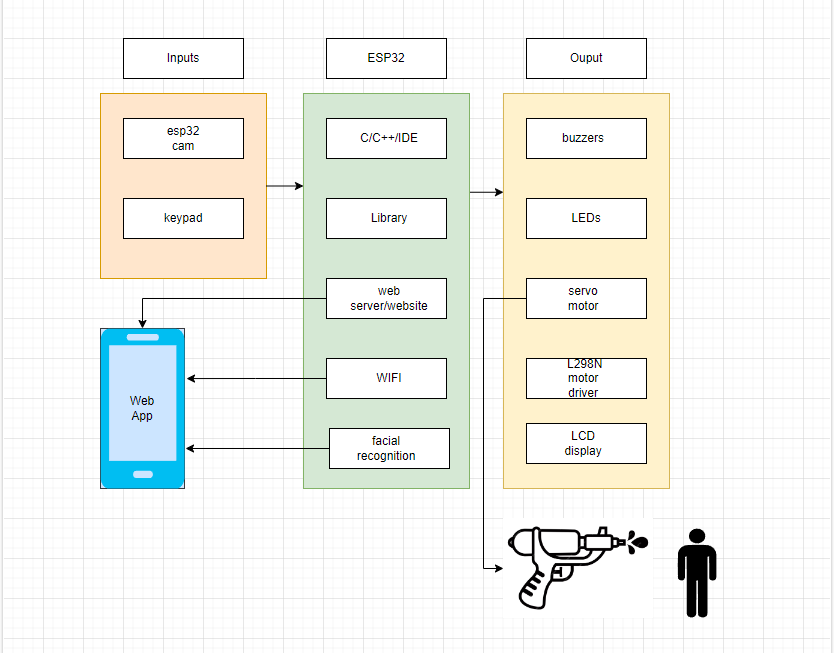 Inputs
ESP32
Ouput
esp32
cam
keypad
C/C++/IDE
Library
web
server/website
WIFI
facial
recognition
buzzers
LEDs
servo
motor
L298N
motor
driver
LCD
display
Web
App